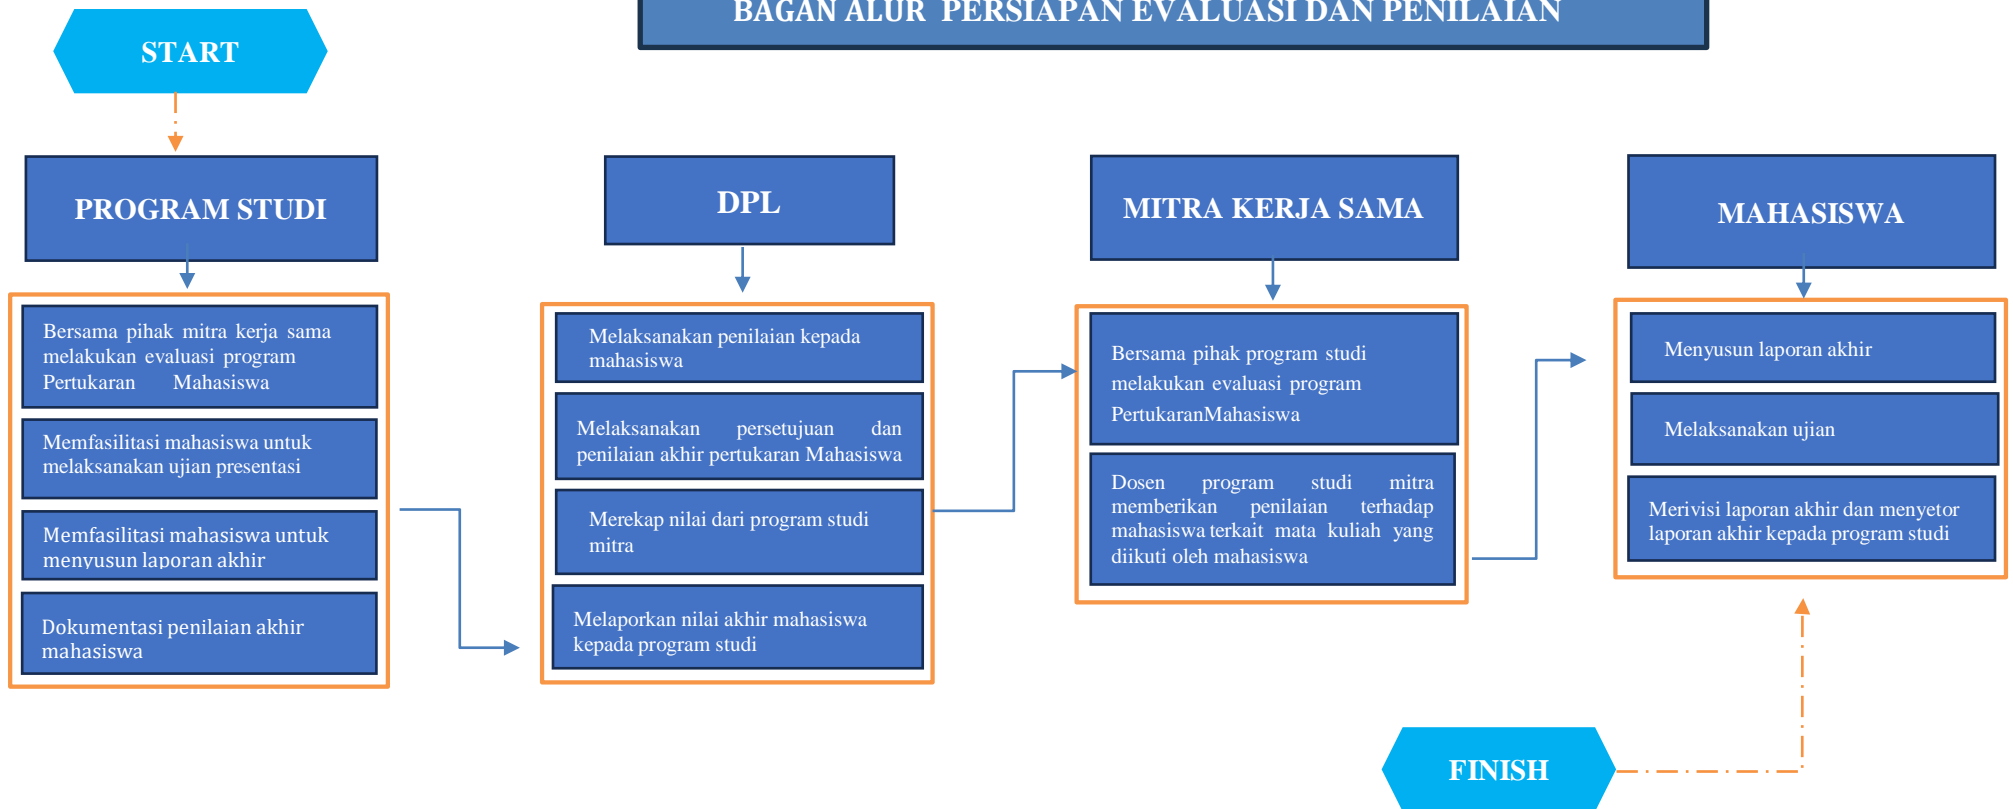 BAGAN ALUR PERSIAPAN EVALUASI DAN PENILAIAN
START
PROGRAM STUDI
Bersama pihak mitra kerja sama
melakukan evaluasi program
Pertukaran Mahasiswa
Memfasilitasi mahasiswa untuk
melaksanakan ujian presentasi
Memfasilitasi mahasiswa untuk
menyusun laporan akhir
Dokumentasi penilaian akhir
mahasiswa
DPL
Melaksanakan penilaian kepada
mahasiswa
Melaksanakan persetujuan dan
penilaian akhir pertukaran Mahasiswa
Merekap nilai dari program studi
mitra
Melaporkan nilai akhir mahasiswa
kepada program studi
MITRA KERJA SAMA
Bersama pihak program studi
melakukan evaluasi program
PertukaranMahasiswa
Dosen program studi mitra
memberikan penilaian terhadap
mahasiswa terkait mata kuliah yang
diikuti oleh mahasiswa
MAHASISWA
Menyusun laporan akhir
Melaksanakan ujian
Merivisi laporan akhir dan menyetor
laporan akhir kepada program studi
FINISH